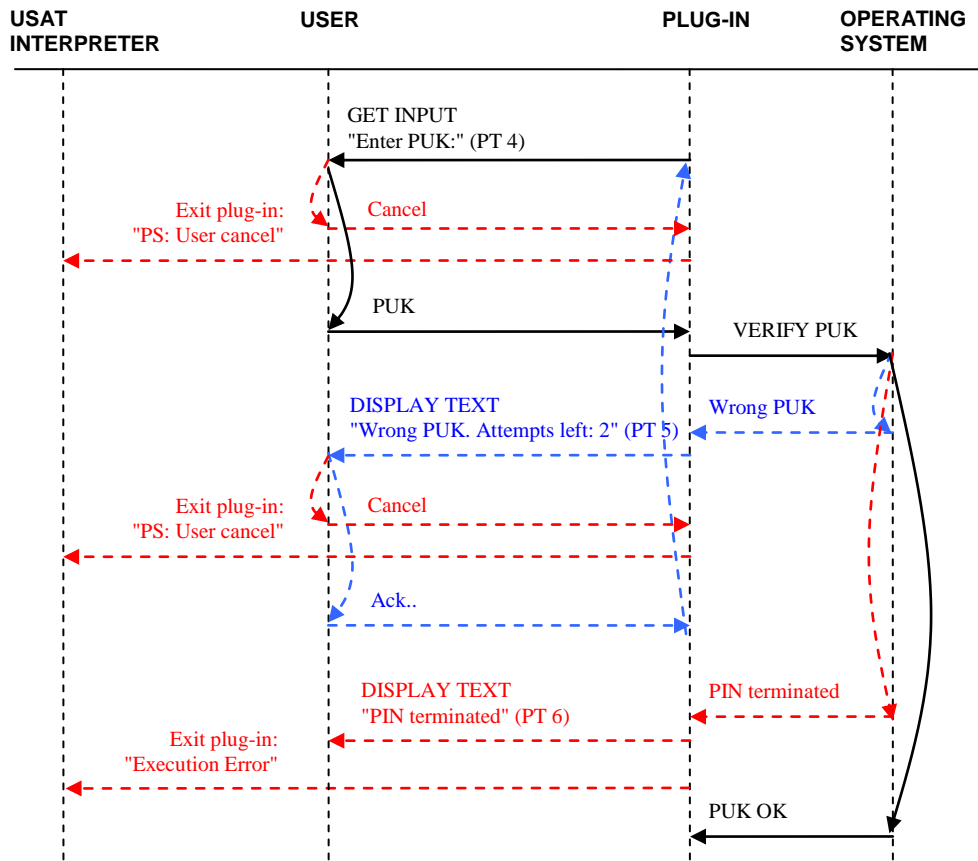 USAT
INTERPRETER
USER
PLUG-IN
OPERATING
SYSTEM
GET INPUT
"Enter PUK:" (PT 4)
Exit plug-in:
"PS: User cancel"
Cancel
PUK
VERIFY PUK
DISPLAY TEXT
"Wrong PUK. Attempts left: 2" (PT 5)
Wrong PUK
Exit plug-in:
"PS: User cancel"
Cancel
Ack..
DISPLAY TEXT
"PIN terminated" (PT 6)
PIN terminated
Exit plug-in:
"Execution Error"
PUK OK